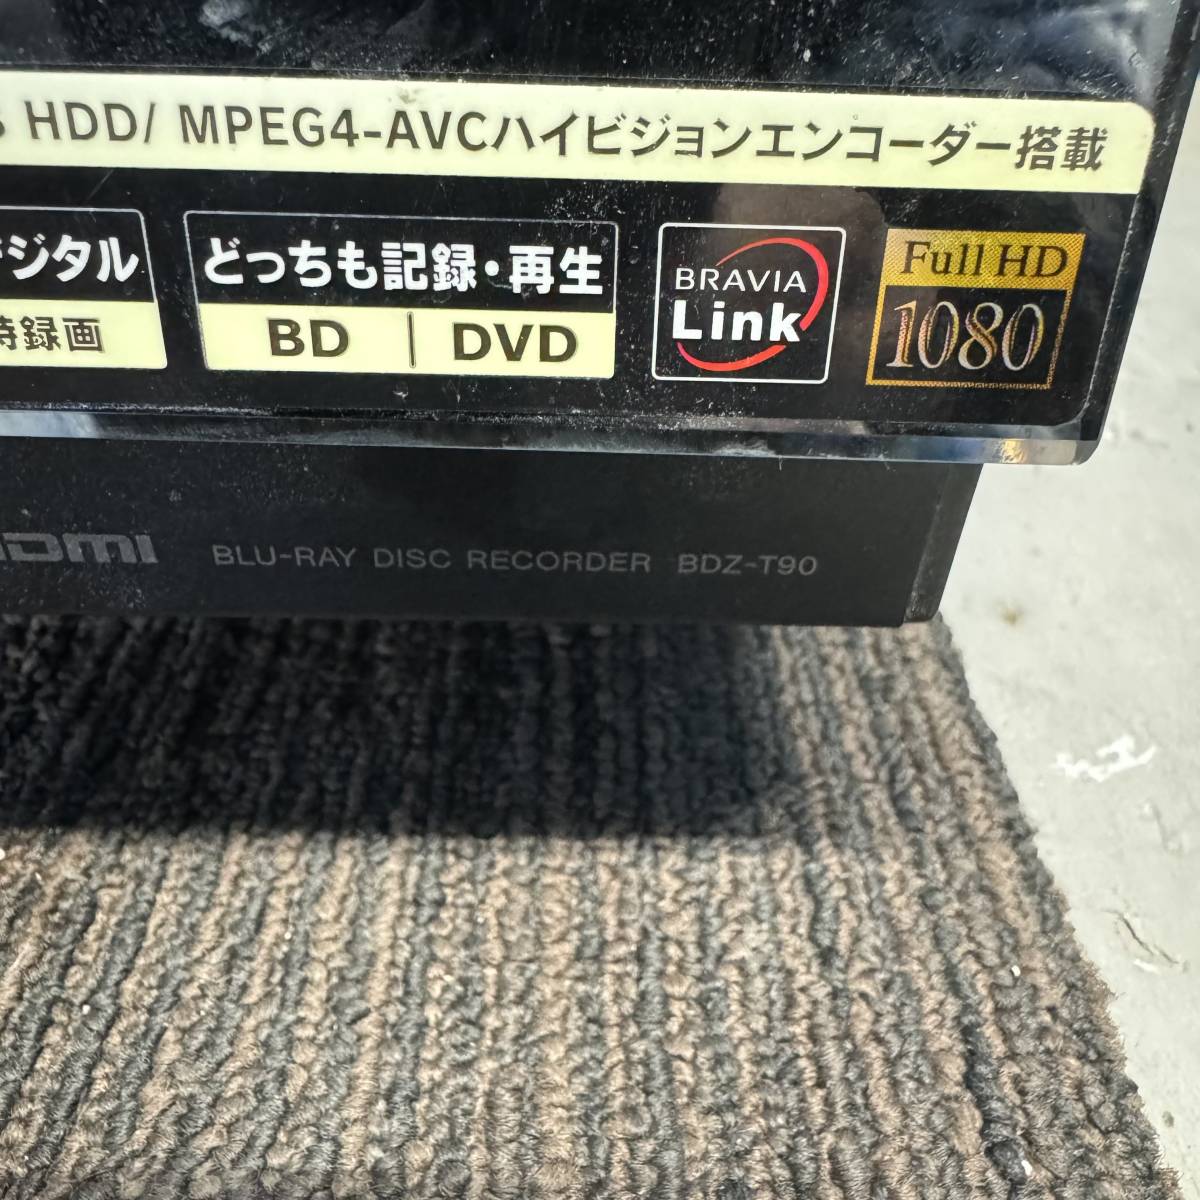 HDD/ MPEG4-AVCハイビジョンエンコーダー搭載
デジタル
時録画
どっちも記録・再生
BD | DVD
BRAVIA
Link
Full HD
1080
HDMI
BLU-RAY DISC RECORDER BDZ-T90